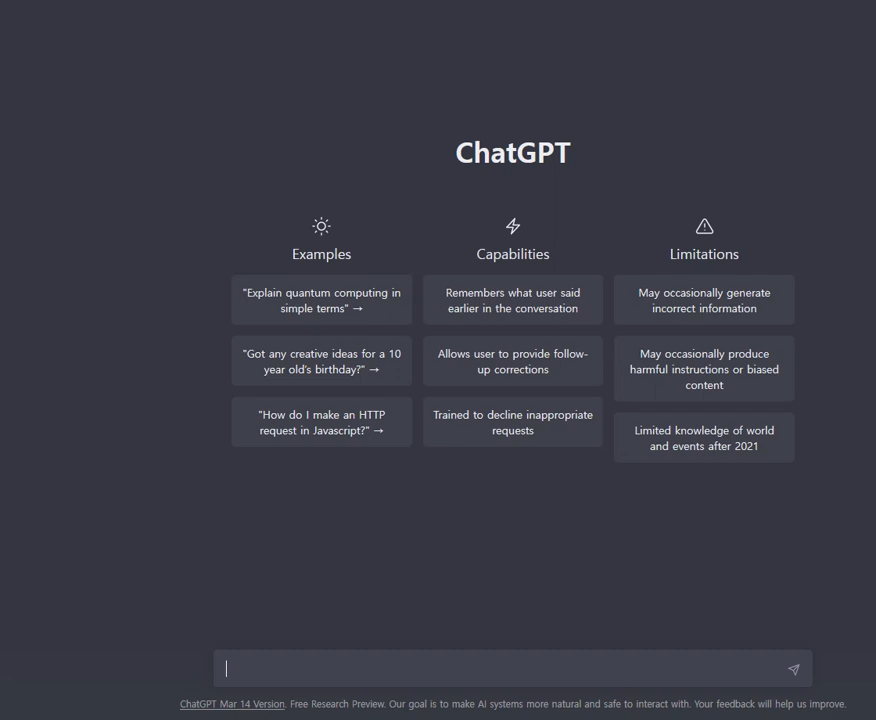 ChatGPT
Examples
"Explain quantum computing in
simple terms" →
"Got any creative ideas for a 10
year old's birthday?" →
"How do I make an HTTP
request in Javascript?" →
Capabilities
Remembers what user said
earlier in the conversation
Allows user to provide follow-
up corrections
Trained to decline inappropriate
requests
Limitations
May occasionally generate
incorrect information
May occasionally produce
harmful instructions or biased
content
Limited knowledge of world
and events after 2021
ChatGPT Mar 14 Version. Free Research Preview. Our goal is to make AI systems more natural and safe to interact with. Your feedback will help us improve.